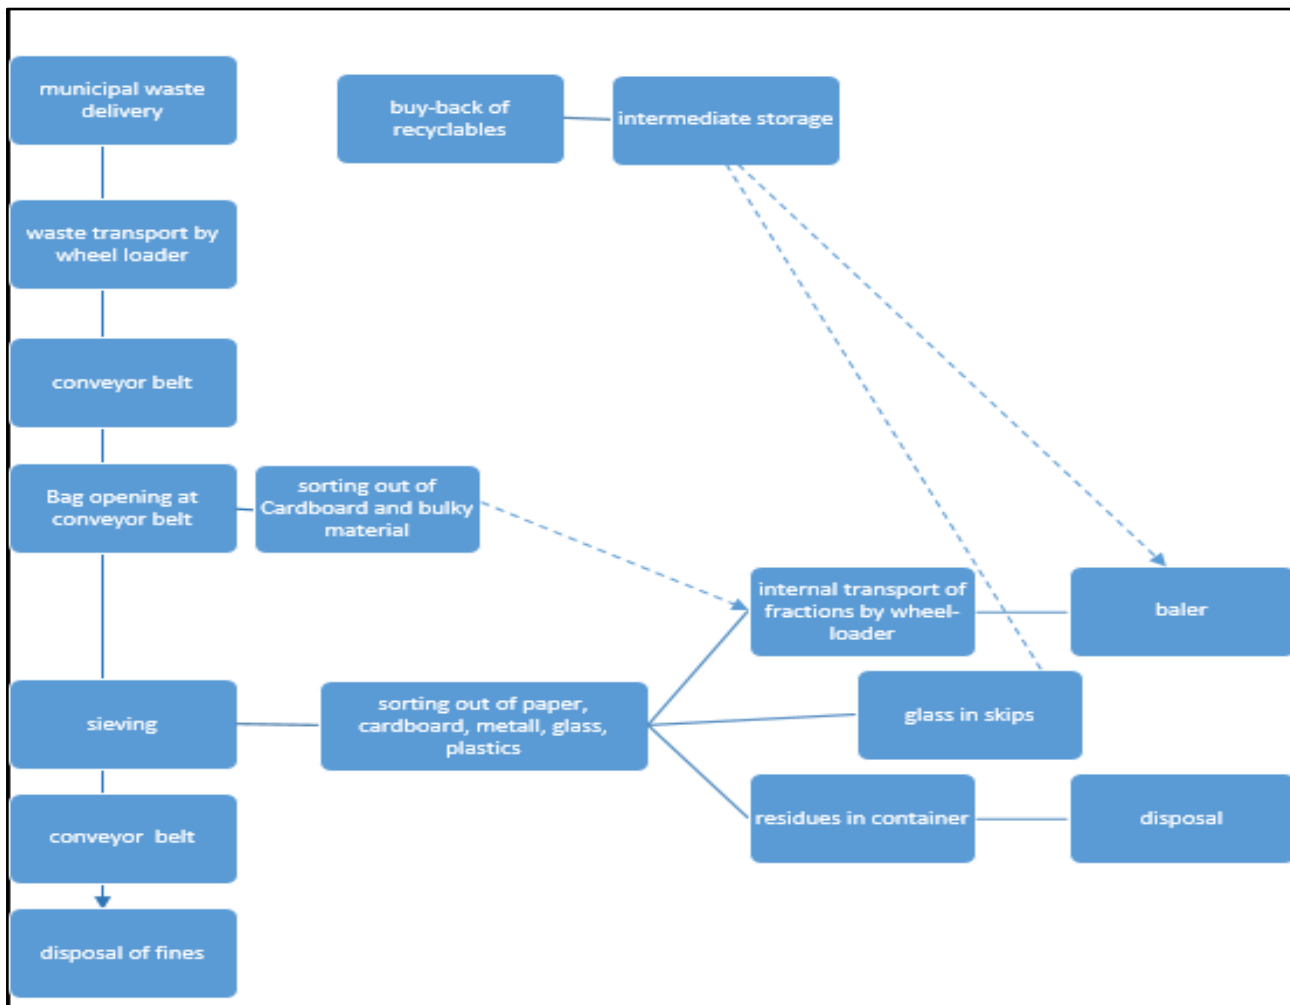 municipal waste
delivery
buy-back of
recyclables
intermediate storage
waste transport by
wheel loader
conveyor belt
Bag opening at
conveyor belt
sorting out of
Cardboard and bulky
material
internal transport of
fractions by wheel-
loader
baler
sieving
sorting out of paper,
cardboard, metall, glass,
plastics
glass in skips
conveyor belt
residues in container
disposal
disposal of fines